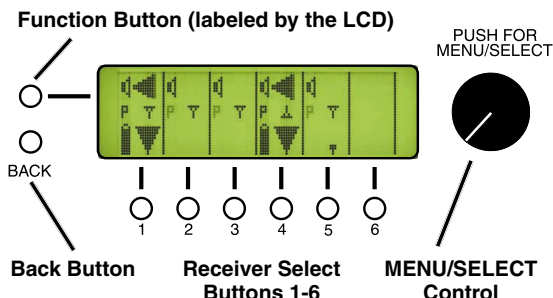 Function Button (labeled by the LCD)
PUSH FOR
MENU/SELECT
P
P
P
P
P
BACK
1 2 3 4 5 6
Back Button
Receiver Select
Buttons 1-6
MENU/SELECT
Control